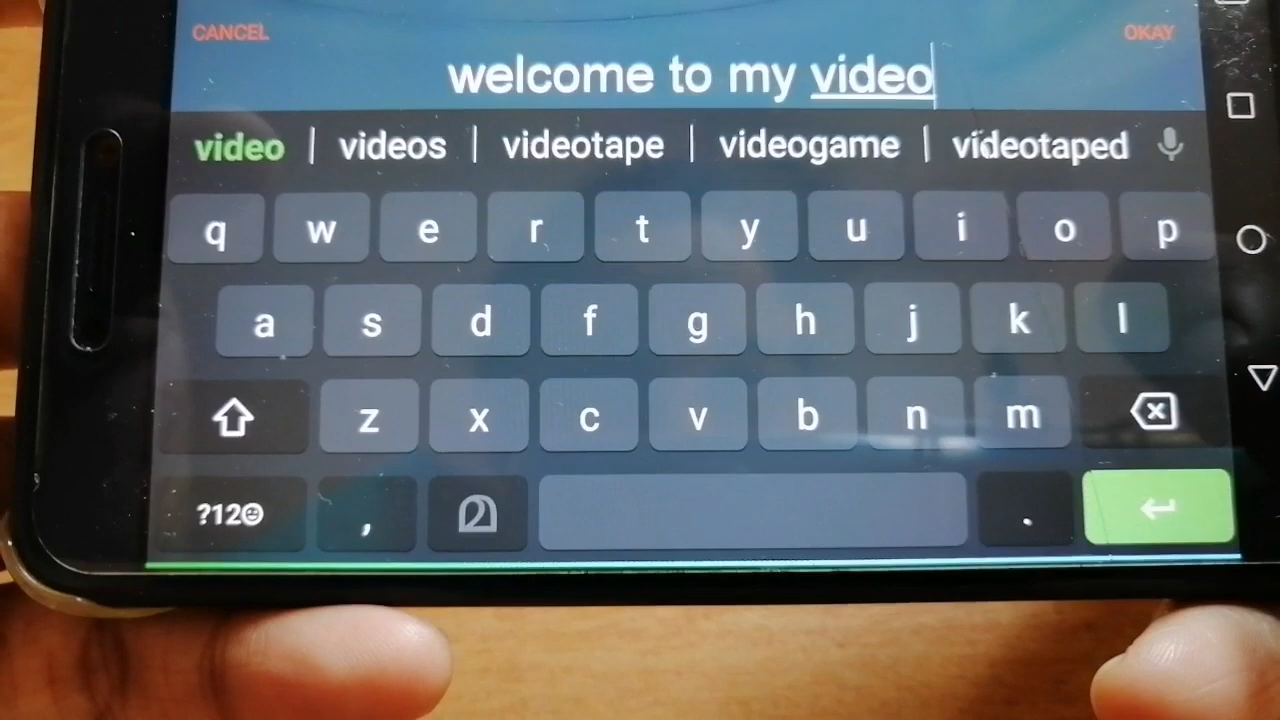 CANCEL OKAY
welcome to my video
video | videos | videotape | videogame | videotaped
q w e r t y u i o p
a s d f g h j k l
z x c v b n m
?12☺ , മ .